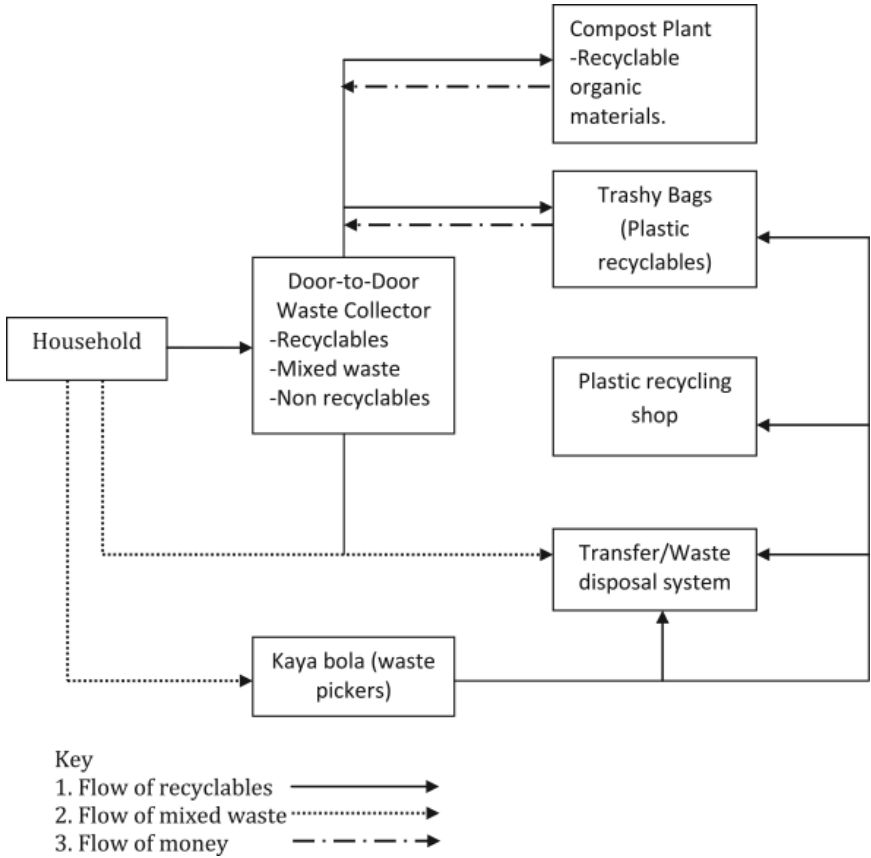 Compost Plant
-Recyclable
organic
materials.
Trashy Bags
(Plastic
recyclables)
Door-to-Door
Waste Collector
-Recyclables
-Mixed waste
-Non recyclables
Household
Plastic recycling
shop
Transfer/Waste
disposal system
Kaya bola (waste
pickers)
Key
1. Flow of recyclables
2. Flow of mixed waste
3. Flow of money